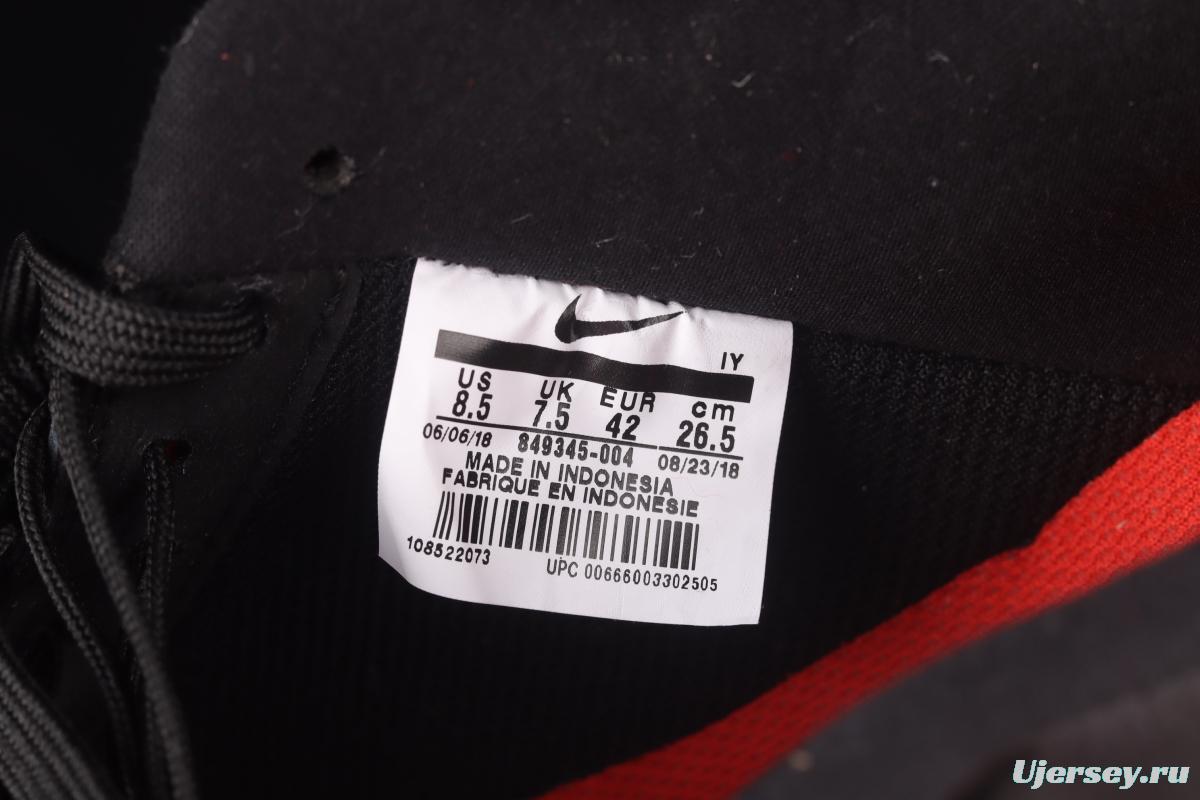 IY
US UK EUR cm
8.5 7.5 42 26.5
06/06/18 849345-004 08/23/18
MADE IN INDONESIA
FABRIQUE EN INDONESIE
108522073
UPC 00666003302505
Ujersey.ru